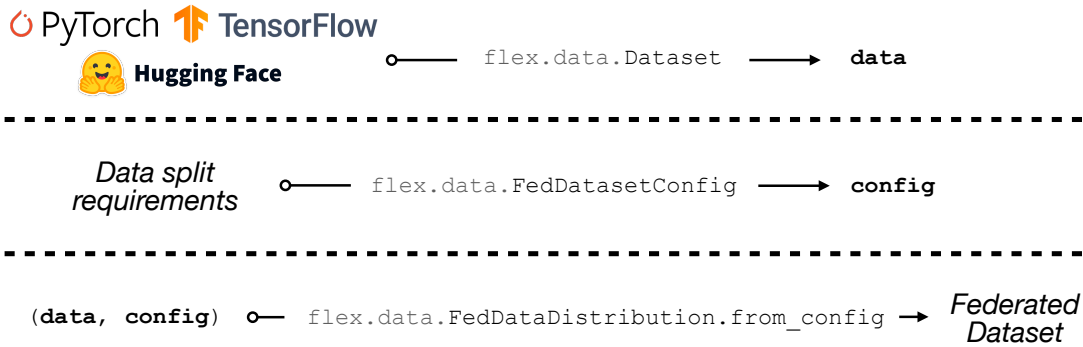 PyTorch TensorFlow
Hugging Face
flex.data.Dataset data
Data split
requirements
flex.data.FedDatasetConfig config
(data, config) flex.data.FedDataDistribution.from_config
Federated
Dataset